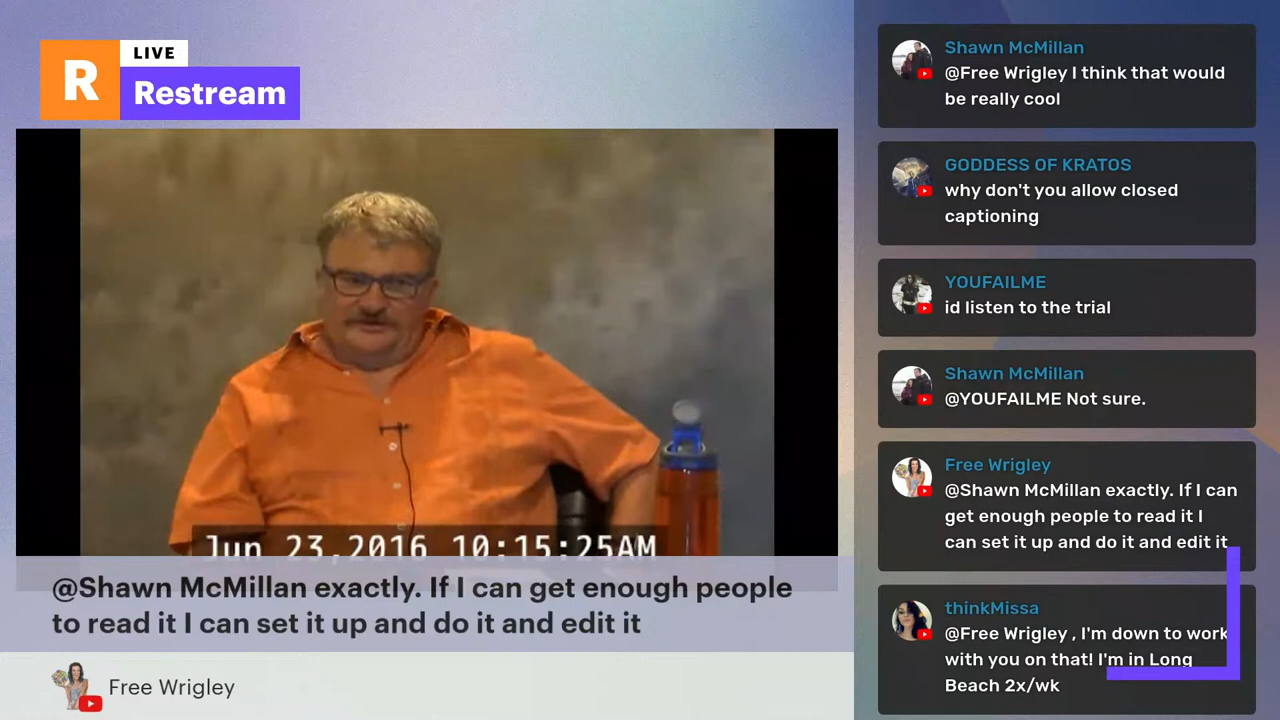 R
LIVE
Restream
Jun 23,2016 10:15:25AM
@Shawn McMillan exactly. If I can get enough people
to read it I can set it up and do it and edit it
Free Wrigley
Shawn McMillan
@Free Wrigley I think that would
be really cool
GODDESS OF KRATOS
why don't you allow closed
captioning
YOUFAILME
id listen to the trial
Shawn McMillan
@YOUFAILME Not sure.
Free Wrigley
@Shawn McMillan exactly. If I can
get enough people to read it I
can set it up and do it and edit it
thinkMissa
@Free Wrigley , I'm down to work
with you on that! I'm in Long
Beach 2x/wk